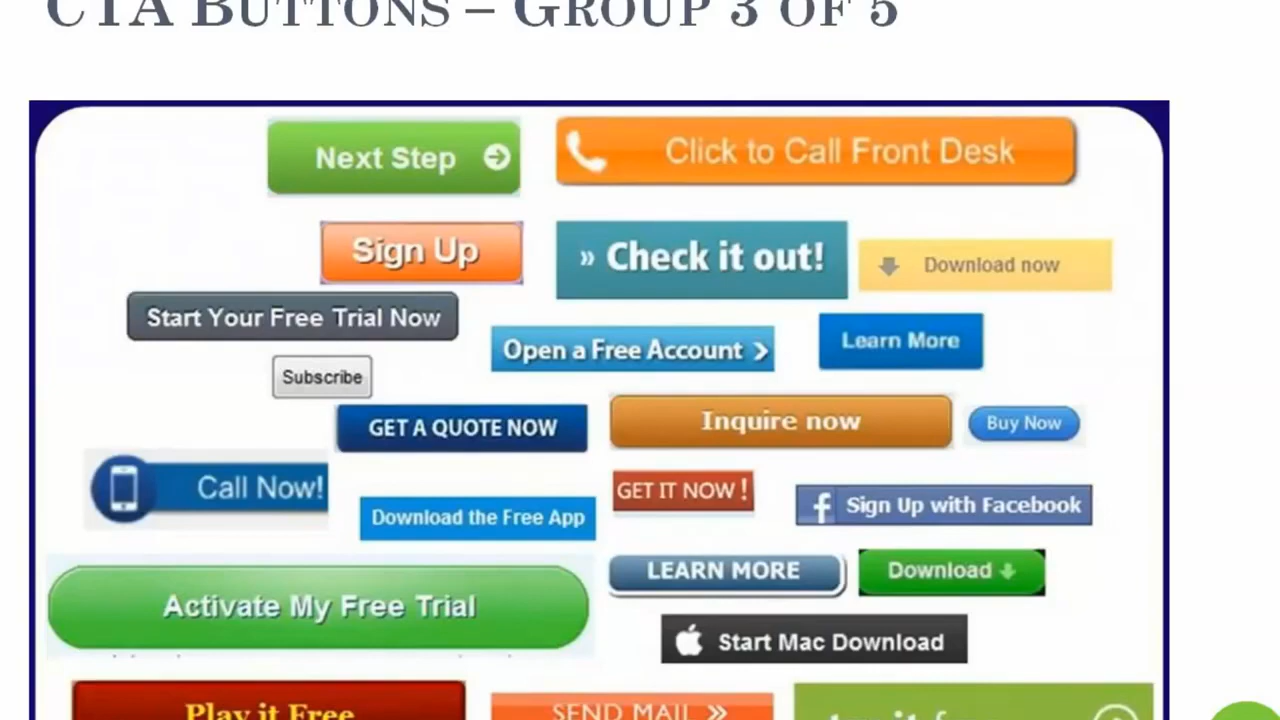 CTA BUTTONS – GROUP 3 OF 5
Next Step
Click to Call Front Desk
Sign Up
» Check it out!
Download now
Start Your Free Trial Now
Open a Free Account
Learn More
Subscribe
GET A QUOTE NOW
Inquire now
Buy Now
Call Now!
GET IT NOW!
Sign Up with Facebook
Download the Free App
LEARN MORE
Download
Activate My Free Trial
Start Mac Download
Play it Free
SEND MAIL »